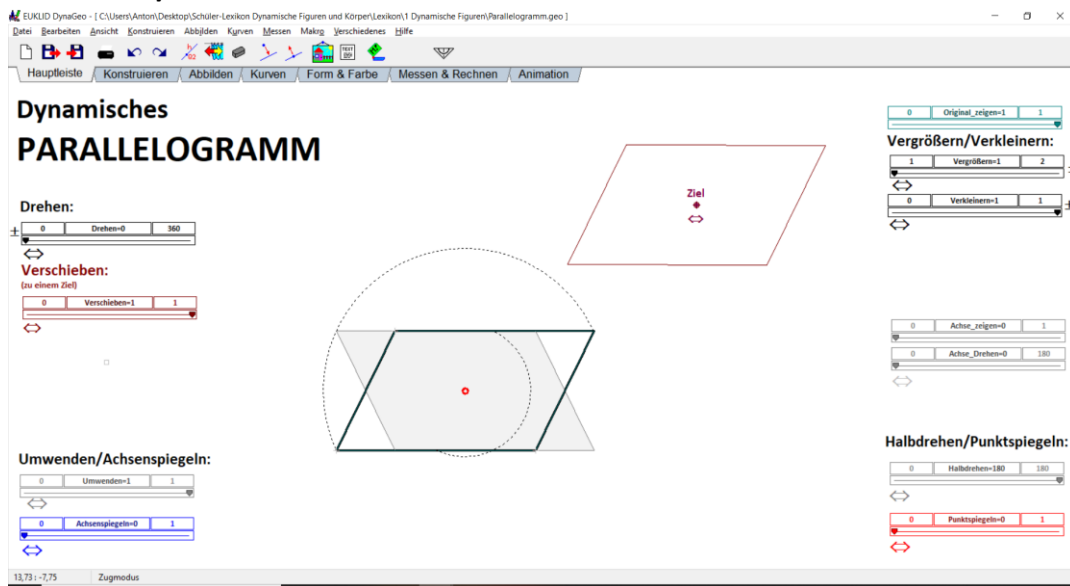 EUKLID DynaGeo - [ C:\Users\Anton\Desktop\Schüler-Lexikon Dynamische Figuren und Körper\Lexikon\1 Dynamische Figuren\Parallelogramm.geo ]
Datei Bearbeiten Ansicht Konstruieren Abbilden Kurven Messen Makro Verschiedenes Hilfe
Hauptleiste Konstruieren Abbilden Kurven Form & Farbe Messen & Rechnen Animation
Dynamisches
PARALLELOGRAMM
0 Original_zeigen=1 1
Vergrößern/Verkleinern:
1 Vergrößern=1 2
0 Verkleinern=1 1
±
Ziel
Drehen:
± 0 Drehen=0 360
Verschieben:
(zu einem Ziel)
0 Verschieben=1 1
0 Achse_zeigen=0 1
0 Achse_Drehen=0 180
Umwenden/Achsenspiegeln:
0 Umwenden=1 1
0 Achsenspiegeln=0 1
Halbdrehen/Punktspiegeln:
0 Halbdrehen=180 180
0 Punktspiegeln=0 1
13,73 : -7,75 Zugmodus